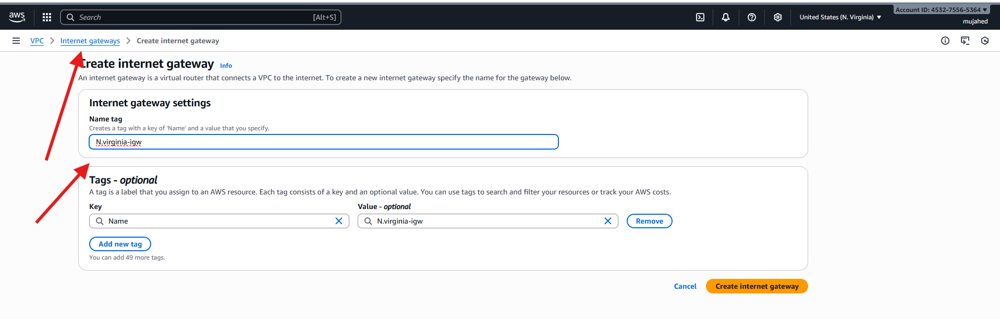 aws
Search [Alt+S]
United States (N. Virginia)
Account ID: 4532-7556-5364
mujahed
VPC > Internet gateways > Create internet gateway
Create internet gateway Info
An internet gateway is a virtual router that connects a VPC to the internet. To create a new internet gateway specify the name for the gateway below.
Internet gateway settings
Name tag
Creates a tag with a key of 'Name' and a value that you specify.
N.virginia-igw
Tags - optional
A tag is a label that you assign to an AWS resource. Each tag consists of a key and an optional value. You can use tags to search and filter your resources or track your AWS costs.
Key Value - optional
Name N.virginia-igw Remove
Add new tag
You can add 49 more tags.
Cancel Create internet gateway